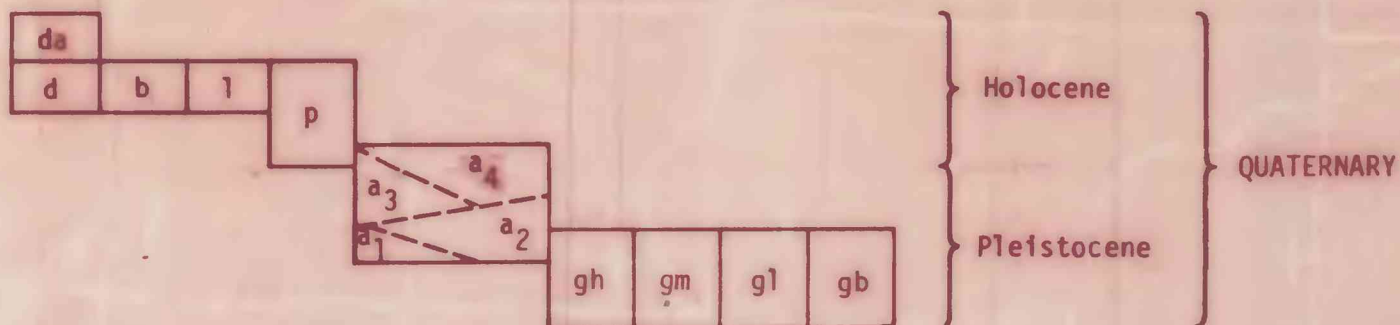 da
d b l p Holocene
a4
a3
a2
a1
QUATERNARY
Pleistocene
gh gm gl gb